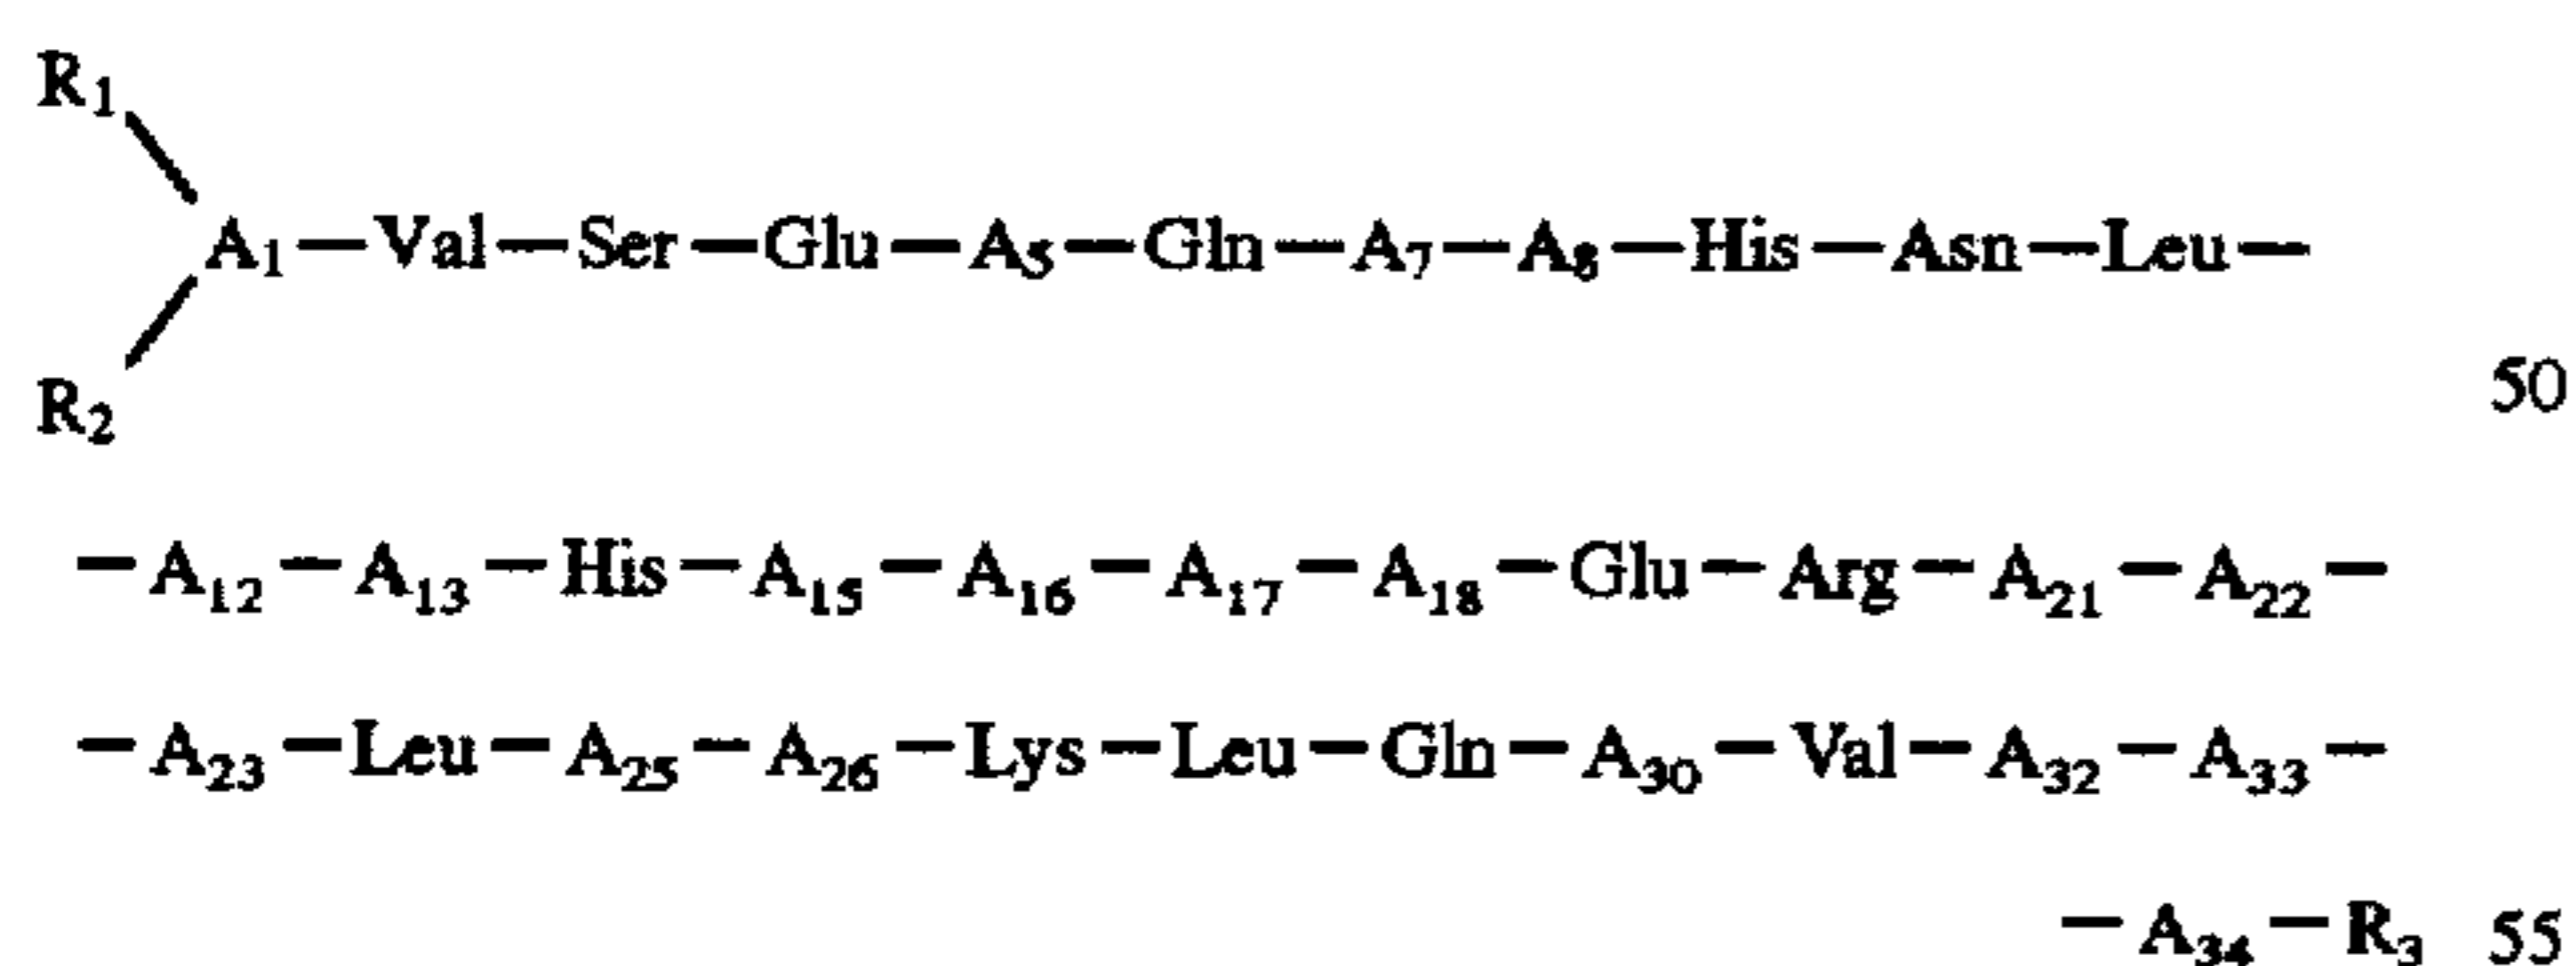 R₁
A₁—Val—Ser—Glu—A₅—Gln—A₇—A₈—His—Asn—Leu—
R₂
50
—A₁₂—A₁₃—His—A₁₅—A₁₆—A₁₇—A₁₈—Glu—Arg—A₂₁—A₂₂—
—A₂₃—Leu—A₂₅—A₂₆—Lys—Leu—Gln—A₃₀—Val—A₃₂—A₃₃—
—A₃₄—R₃ 55